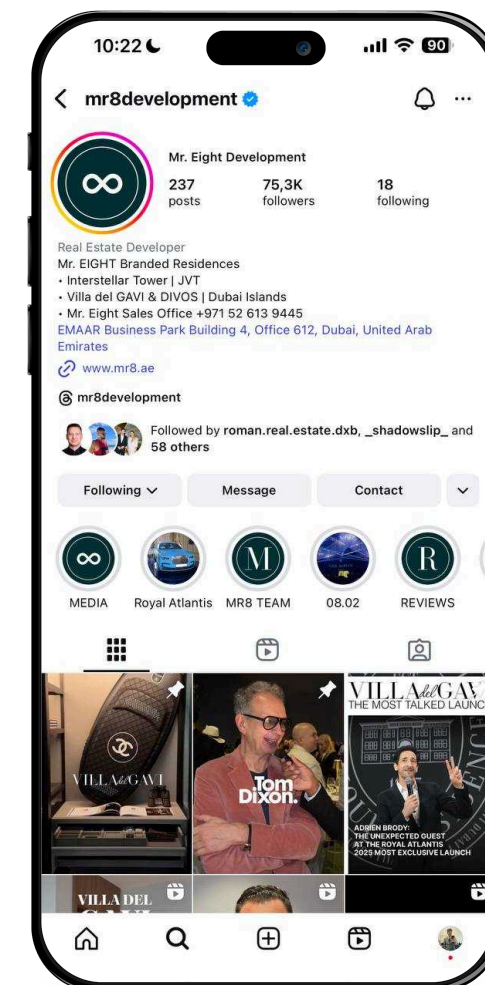 10:22
90
mr8development
Mr. Eight Development
237 75,3K 18
posts followers following
Real Estate Developer
Mr. EIGHT Branded Residences
• Interstellar Tower | JVT
• Villa del GAVI & DIVOS | Dubai Islands
• Mr. Eight Sales Office +971 52 613 9445
EMAAR Business Park Building 4, Office 612, Dubai, United Arab
Emirates
www.mr8.ae
mr8development
Followed by roman.real.estate.dxb, _shadowslip_ and
58 others
Following Message Contact
M R
MEDIA Royal Atlantis MR8 TEAM 08.02 REVIEWS
VILLA del GAVI
Tom
Dixon.
VILLA del GAV
THE MOST TALKED LAUNC
ADRIEN BRODY:
THE UNEXPECTED GUEST
AT THE ROYAL ATLANTIS
2025 MOST EXCLUSIVE LAUNCH
VILLA DEL